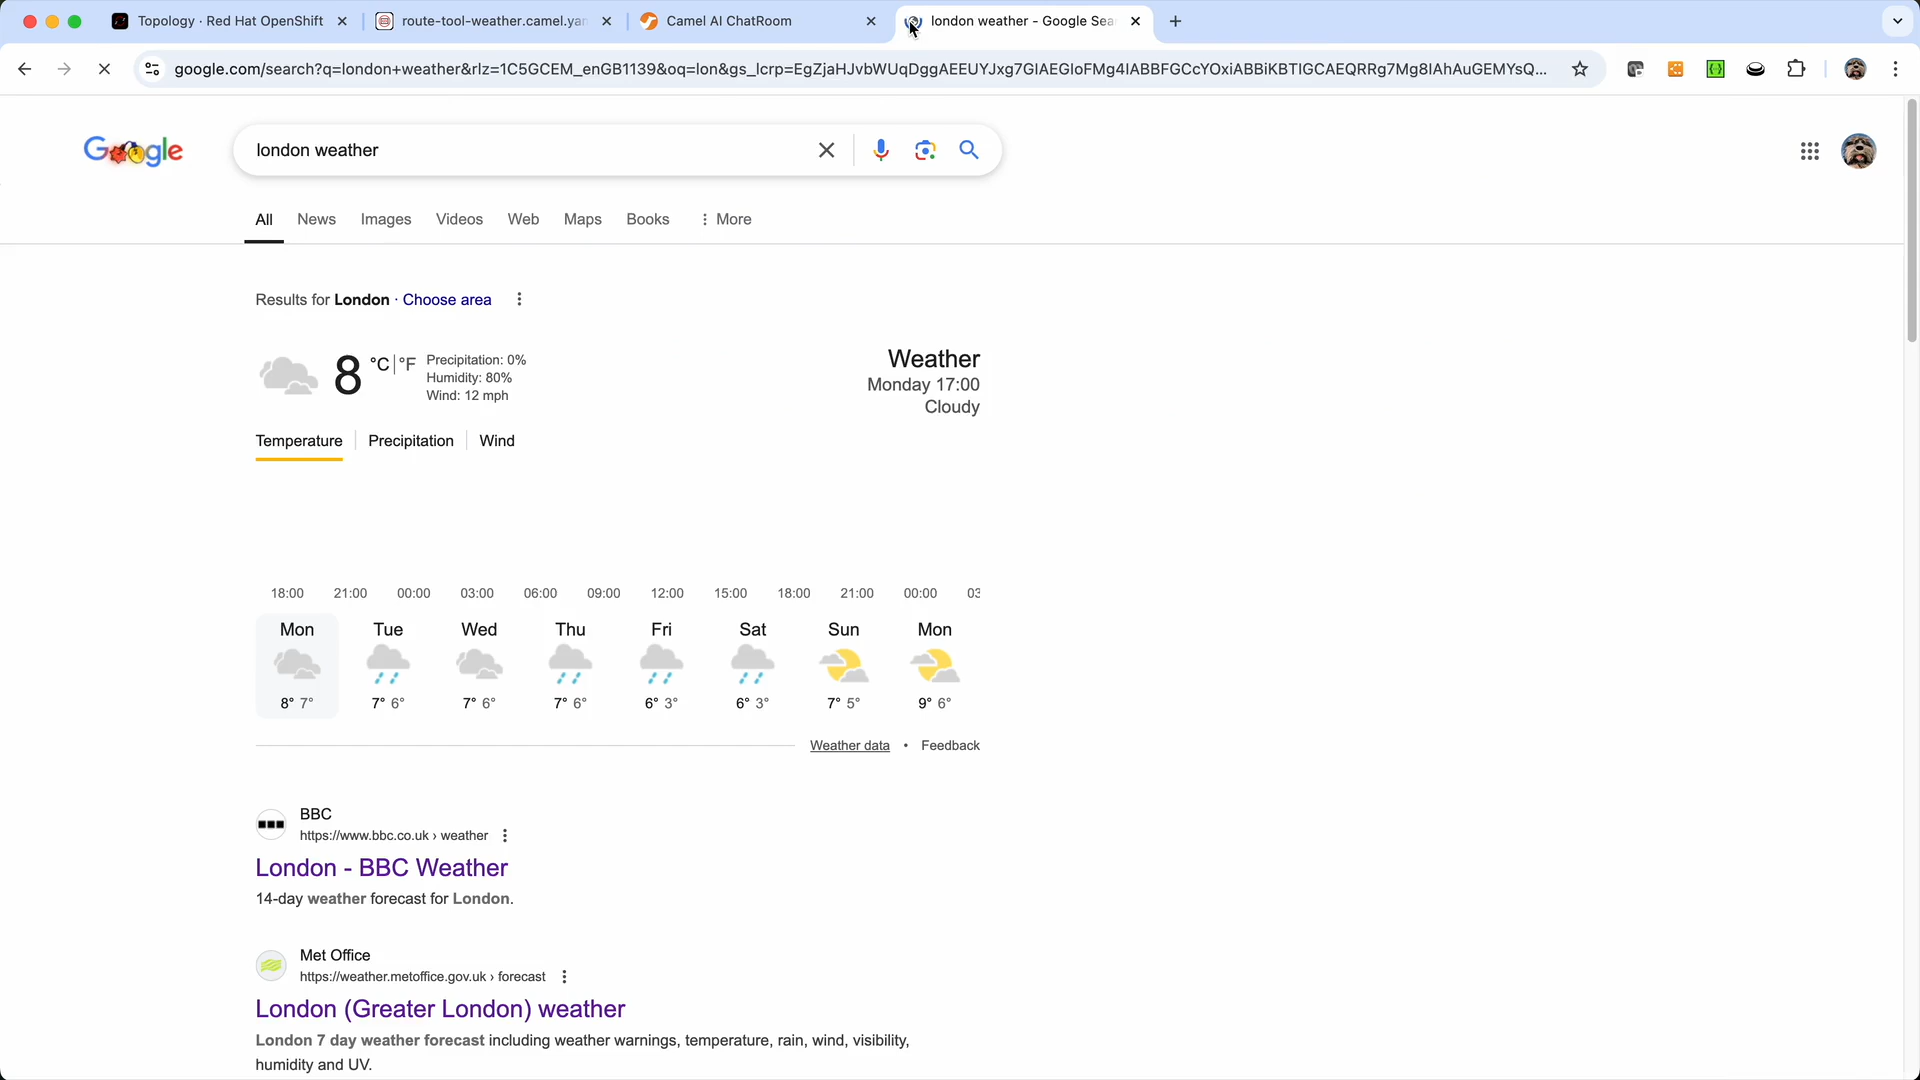 Topology · Red Hat OpenShift
route-tool-weather.camel.yan
Camel AI ChatRoom
london weather - Google Sea
google.com/search?q=london+weather&rlz=1C5GCEM_enGB1139&oq=lon&gs_lcrp=EgZjaHJvbWUqDggAEEUYJxg7GIAEGIoFMg4IABBFGCcYOxiABBiKBTIGCAEQRRg7Mg8IAhAuGEMYsQ...
Google
london weather
All News Images Videos Web Maps Books More
Results for London · Choose area
8 °C | °F
Precipitation: 0%
Humidity: 80%
Wind: 12 mph
Weather
Monday 17:00
Cloudy
Temperature Precipitation Wind
18:00 21:00 00:00 03:00 06:00 09:00 12:00 15:00 18:00 21:00 00:00 03
Mon Tue Wed Thu Fri Sat Sun Mon
8° 7° 7° 6° 7° 6° 7° 6° 6° 3° 6° 3° 7° 5° 9° 6°
Weather data • Feedback
BBC
https://www.bbc.co.uk › weather
London - BBC Weather
14-day weather forecast for London.
Met Office
https://weather.metoffice.gov.uk › forecast
London (Greater London) weather
London 7 day weather forecast including weather warnings, temperature, rain, wind, visibility,
humidity and UV.